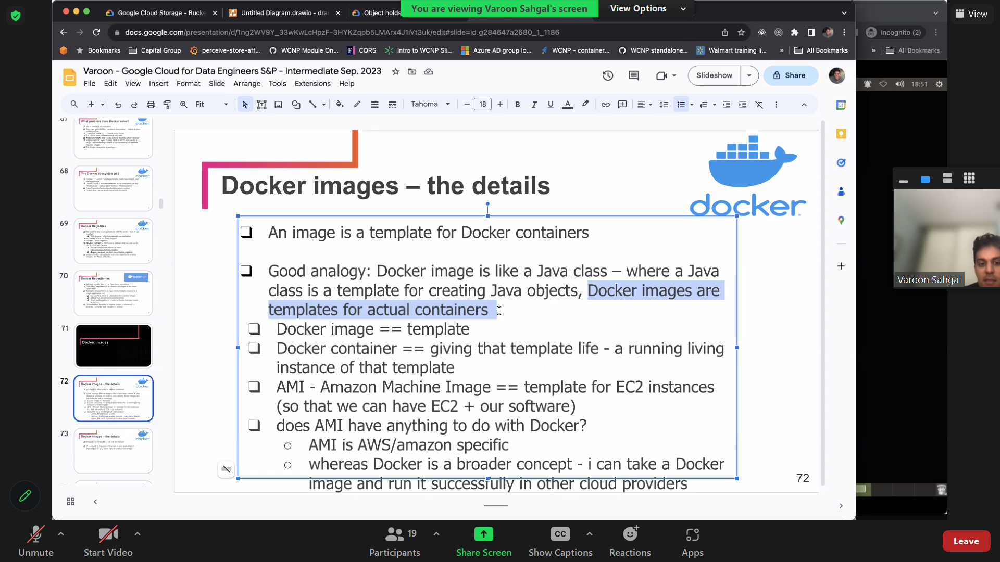 Google Cloud Storage - Bucke
Untitled Diagram.drawio - dra
Object holds
You are viewing Varoon Sahgal's screen
View Options
View
docs.google.com/presentation/d/1ng2WV9Y_33wKwLcHpzF-3HYKZqpb5LMArx4J1iVt3uk/edit#slide=id.g284647a2680_1_1186
Incognito (2)
Bookmarks
Capital Group
perceive-store-aff...
WCNP Module On...
CQRS
Intro to WCNP Sli...
Azure AD group lo...
WCNP - container...
WCNP standalone...
Walmart training li...
»
All Bookmarks
»
All Bookmarks
Varoon - Google Cloud for Data Engineers S&P - Intermediate Sep. 2023
File Edit View Insert Format Slide Arrange Tools Extensions Help
Slideshow
Share
18:51
Fit
Tahoma
18
B I U A
31
67
What problem does Docker solve?
docker
68
The Docker ecosystem pt 2
docker
69
Docker Registries
docker
70
Docker Repositories
71
Docker images
72
Docker images – the details
docker
73
Docker images – the details
docker
Docker images – the details
docker
An image is a template for Docker containers
Good analogy: Docker image is like a Java class – where a Java
class is a template for creating Java objects, Docker images are
templates for actual containers
Docker image == template
Docker container == giving that template life - a running living
instance of that template
AMI - Amazon Machine Image == template for EC2 instances
(so that we can have EC2 + our software)
does AMI have anything to do with Docker?
AMI is AWS/amazon specific
whereas Docker is a broader concept - i can take a Docker
image and run it successfully in other cloud providers
72
Varoon Sahgal
Unmute
Start Video
19
Participants
Share Screen
CC
Show Captions
Reactions
Apps
Leave